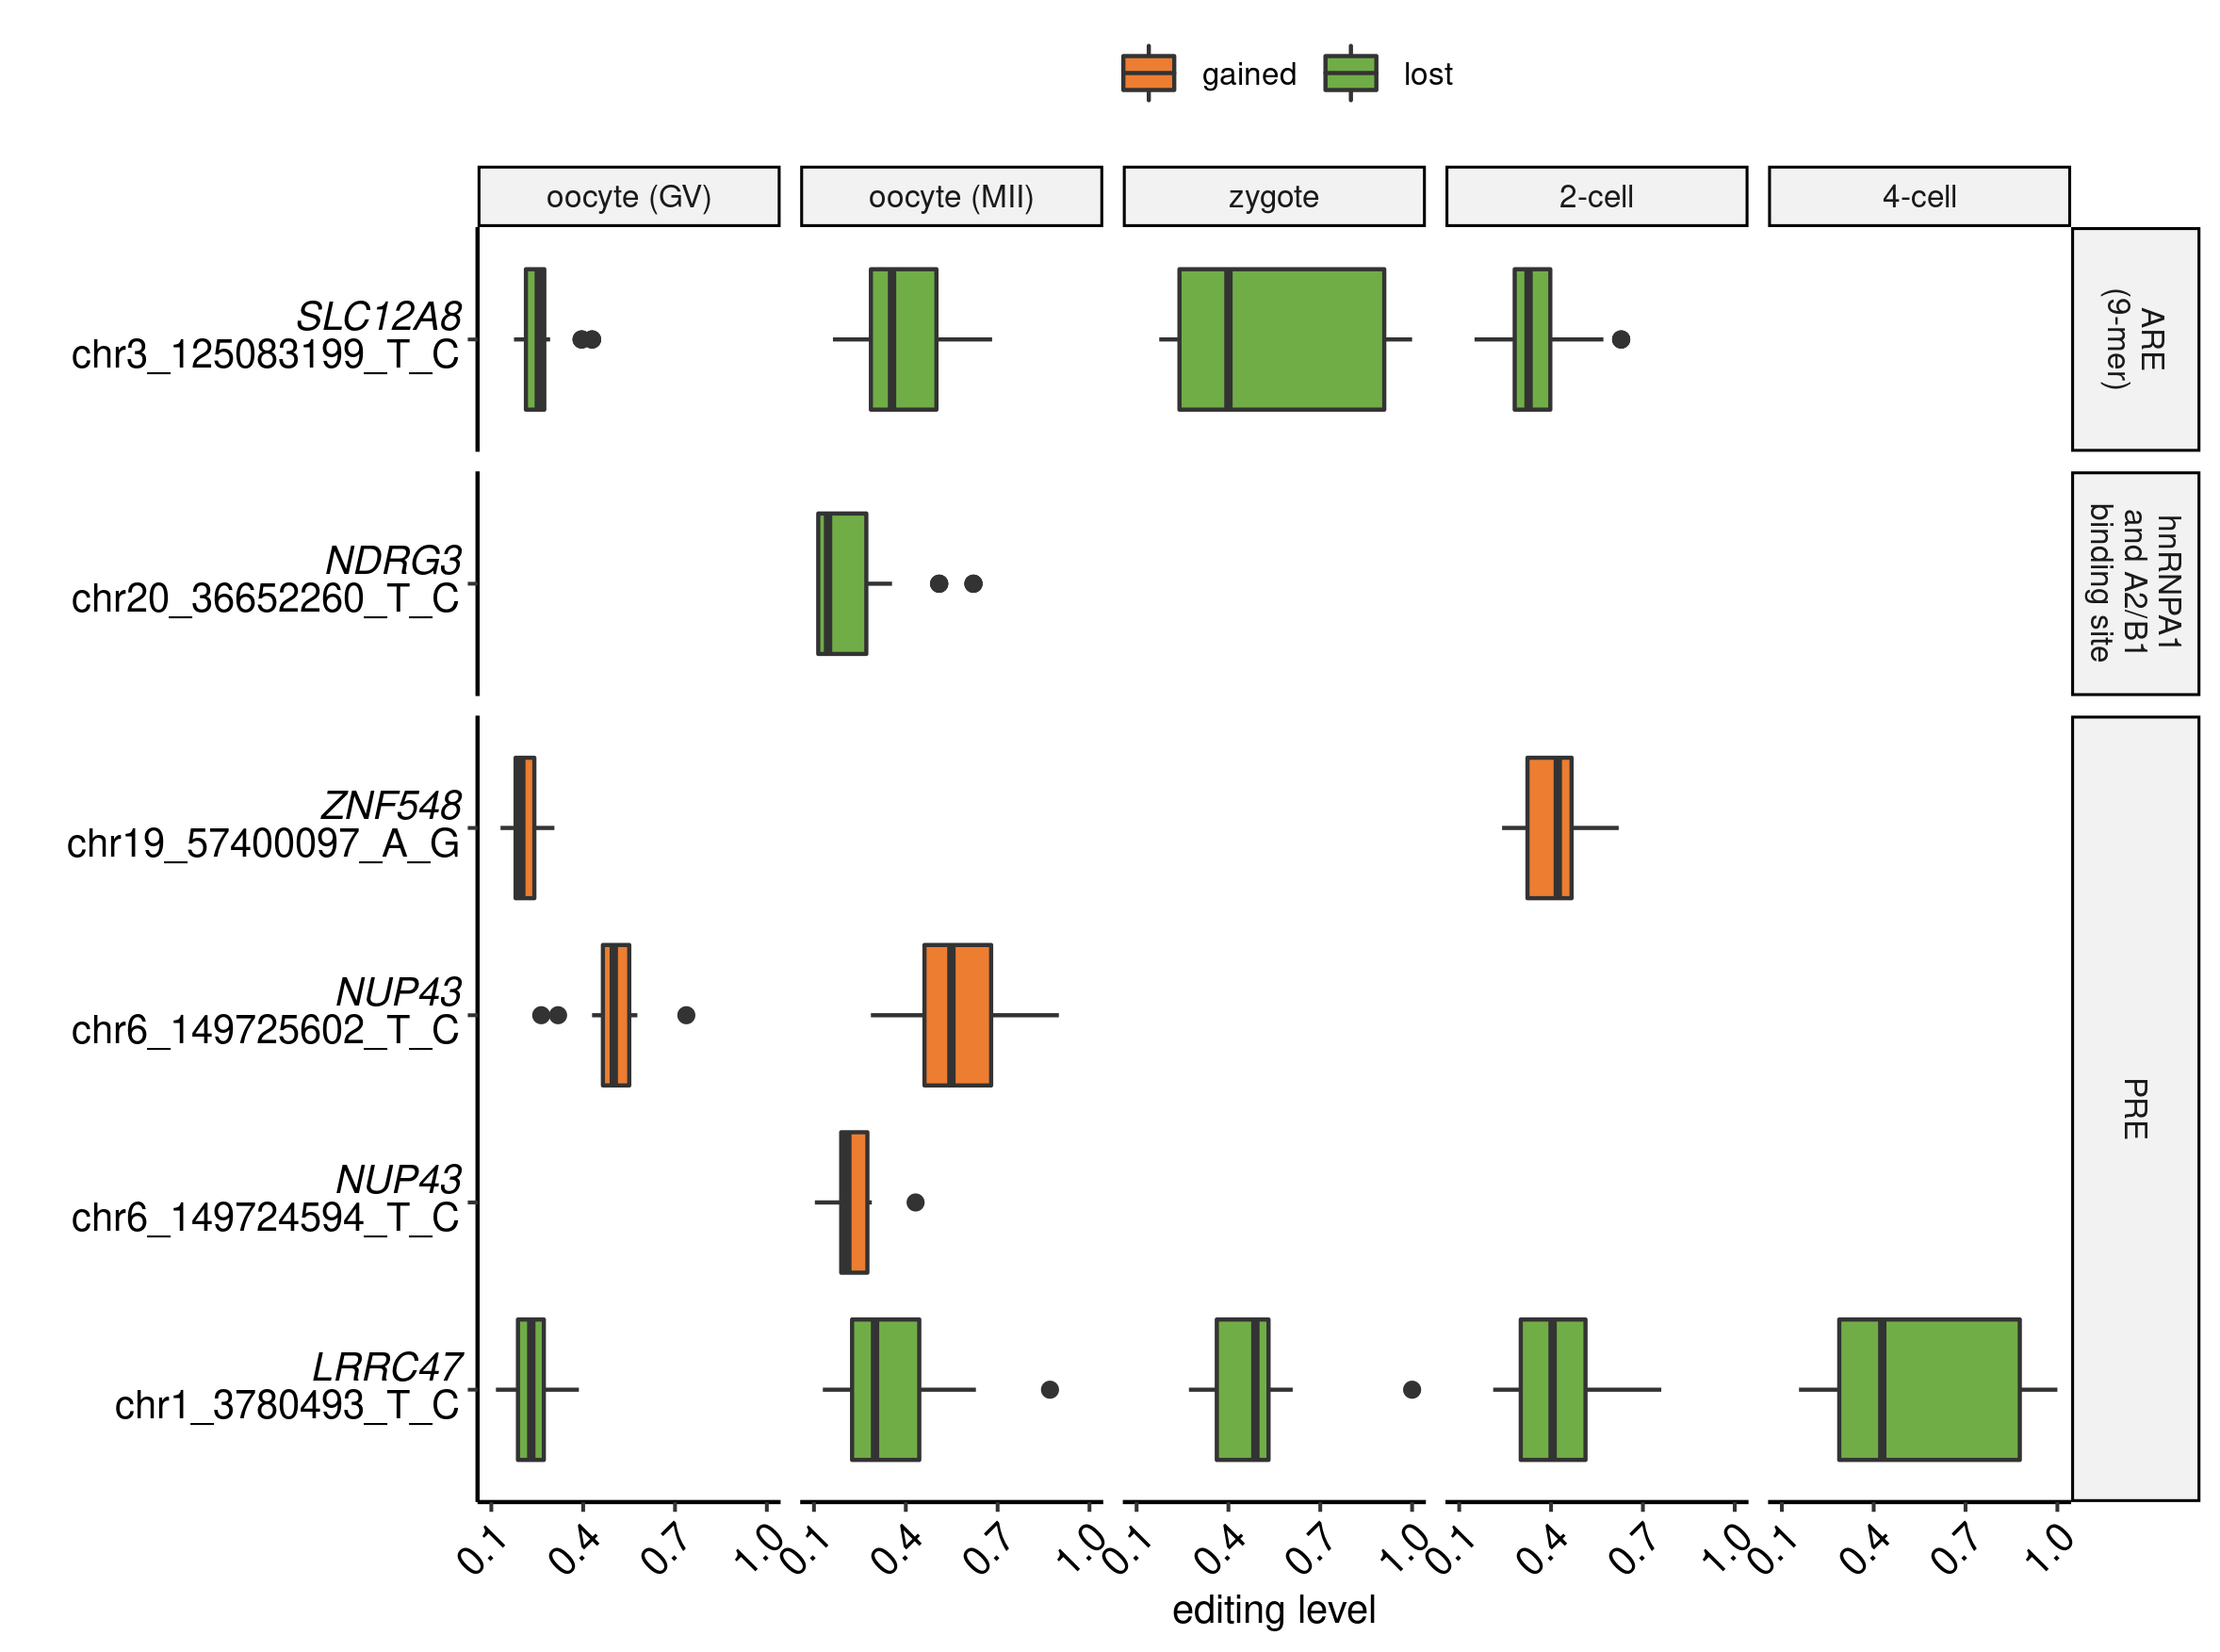 gained lost
oocyte (GV) oocyte (MII) zygote 2-cell 4-cell
SLC12A8
chr3_125083199_T_C
ARE
(9-mer)
NDRG3
chr20_36652260_T_C
hnRNPA1
and A2/B1
binding site
ZNF548
chr19_57400097_A_G
NUP43
chr6_149725602_T_C
NUP43
chr6_149724594_T_C
LRRC47
chr1_3780493_T_C
PRE
0.1 0.4 0.7 1.0 0.1 0.4 0.7 1.0 0.1 0.4 0.7 1.0 0.1 0.4 0.7 1.0 0.1 0.4 0.7 1.0
editing level